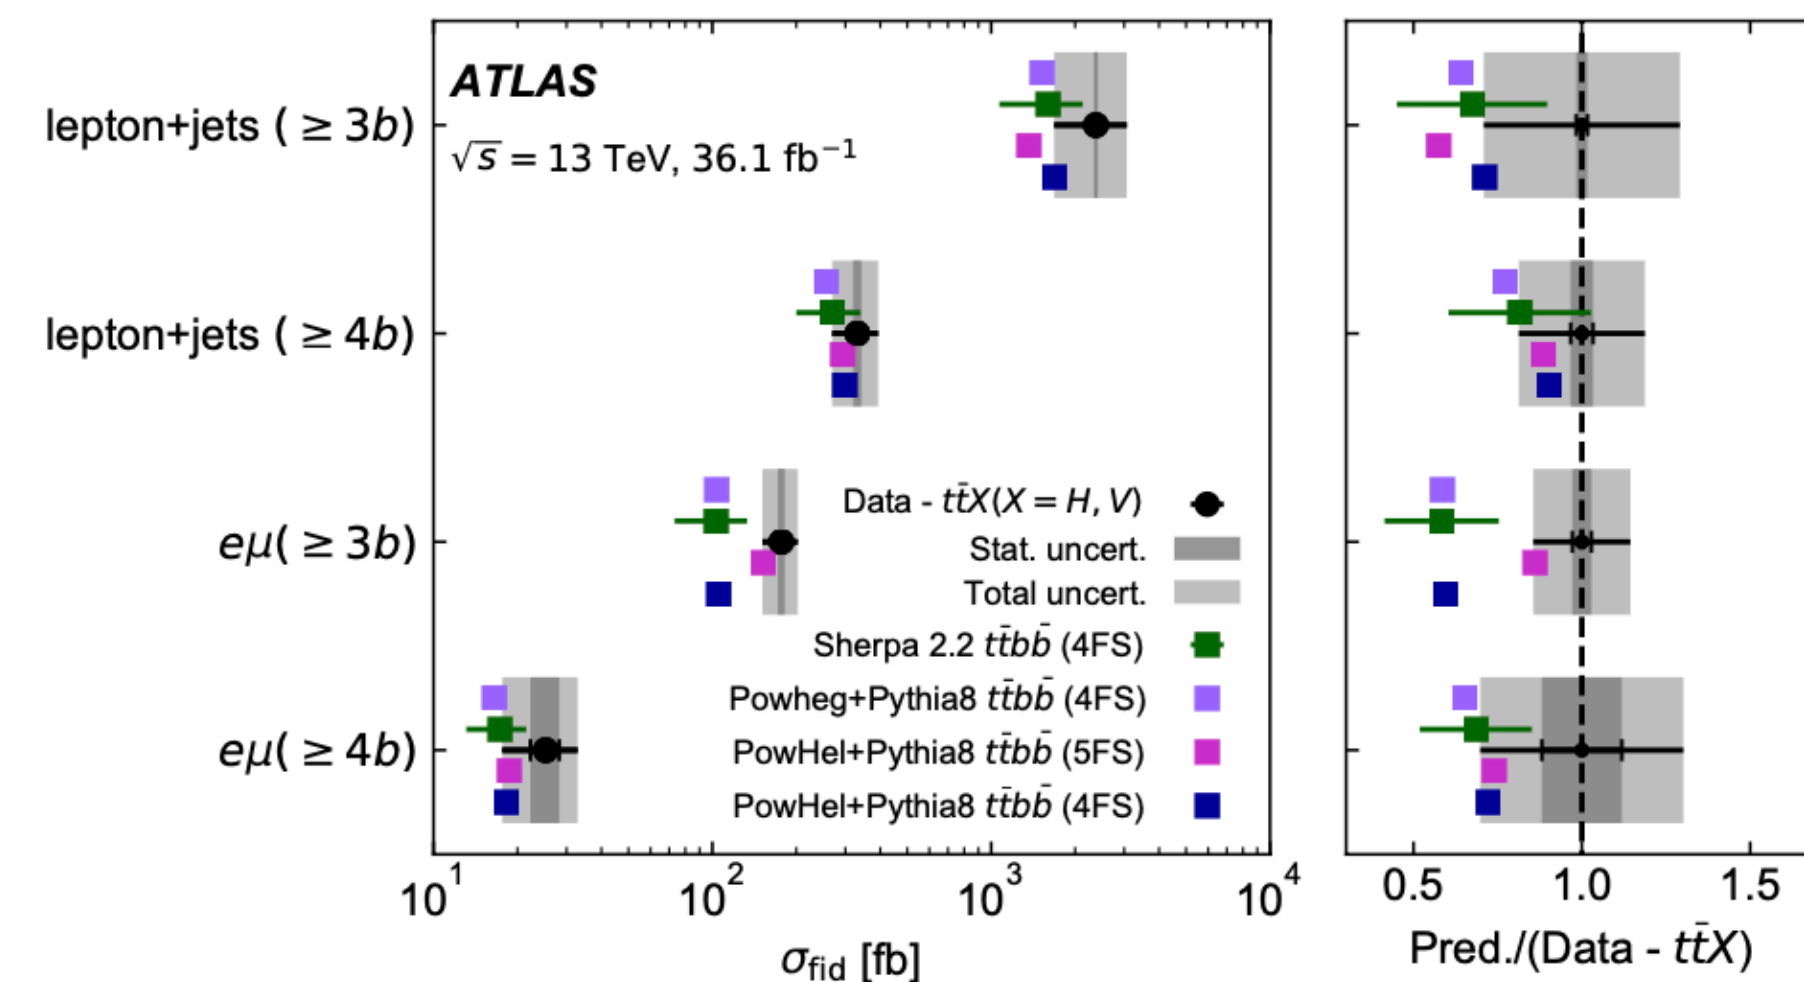 ATLAS
√s = 13 TeV, 36.1 fb⁻¹
lepton+jets ( ≥ 3b)
lepton+jets ( ≥ 4b)
eμ( ≥ 3b)
eμ( ≥ 4b)
Data - tt̄X(X = H, V)
Stat. uncert.
Total uncert.
Sherpa 2.2 tt̄bb̄ (4FS)
Powheg+Pythia8 tt̄bb̄ (4FS)
PowHel+Pythia8 tt̄bb̄ (5FS)
PowHel+Pythia8 tt̄bb̄ (4FS)
10¹ 10² 10³ 10⁴
σfid [fb]
0.5 1.0 1.5
Pred./(Data - tt̄X)